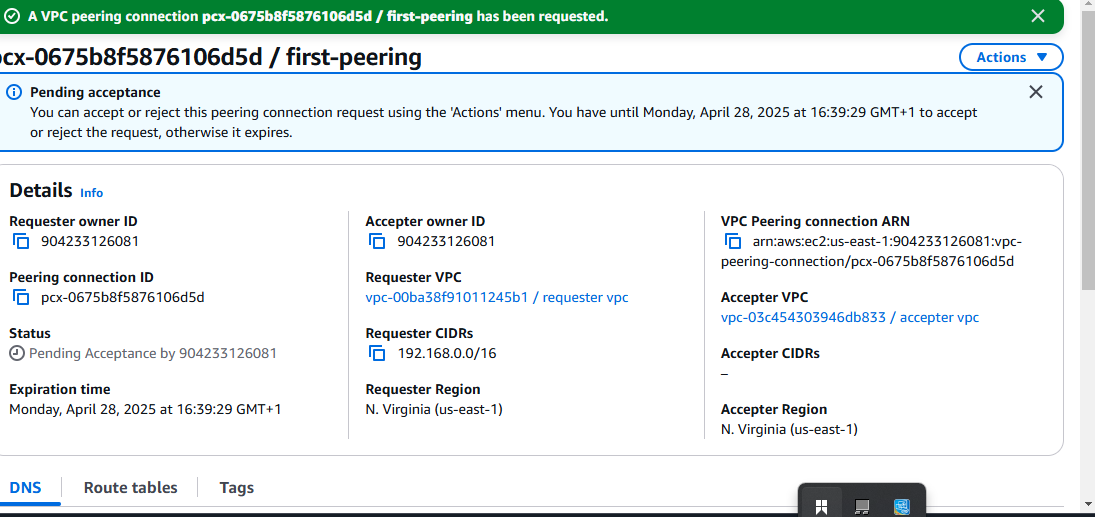 A VPC peering connection pcx-0675b8f5876106d5d / first-peering has been requested.
pcx-0675b8f5876106d5d / first-peering
Actions
Pending acceptance
You can accept or reject this peering connection request using the 'Actions' menu. You have until Monday, April 28, 2025 at 16:39:29 GMT+1 to accept
or reject the request, otherwise it expires.
Details Info
Requester owner ID
904233126081
Peering connection ID
pcx-0675b8f5876106d5d
Status
Pending Acceptance by 904233126081
Expiration time
Monday, April 28, 2025 at 16:39:29 GMT+1
Accepter owner ID
904233126081
Requester VPC
vpc-00ba38f91011245b1 / requester vpc
Requester CIDRs
192.168.0.0/16
Requester Region
N. Virginia (us-east-1)
VPC Peering connection ARN
arn:aws:ec2:us-east-1:904233126081:vpc-
peering-connection/pcx-0675b8f5876106d5d
Accepter VPC
vpc-03c454303946db833 / accepter vpc
Accepter CIDRs
–
Accepter Region
N. Virginia (us-east-1)
DNS
Route tables
Tags